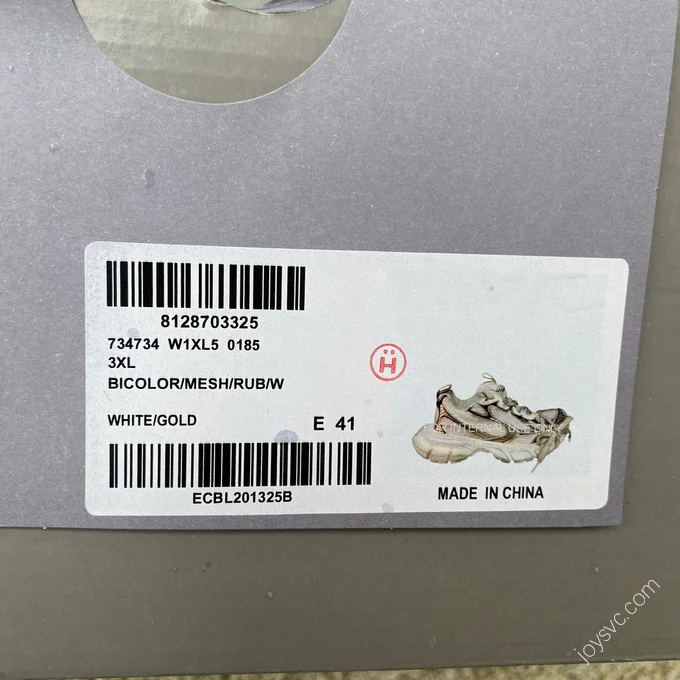 8128703325
734734 W1XL5 0185
3XL
BICOLOR/MESH/RUB/W
Ḧ
WHITE/GOLD
E 41
ECBL201325B
MADE IN CHINA
joysvc.com